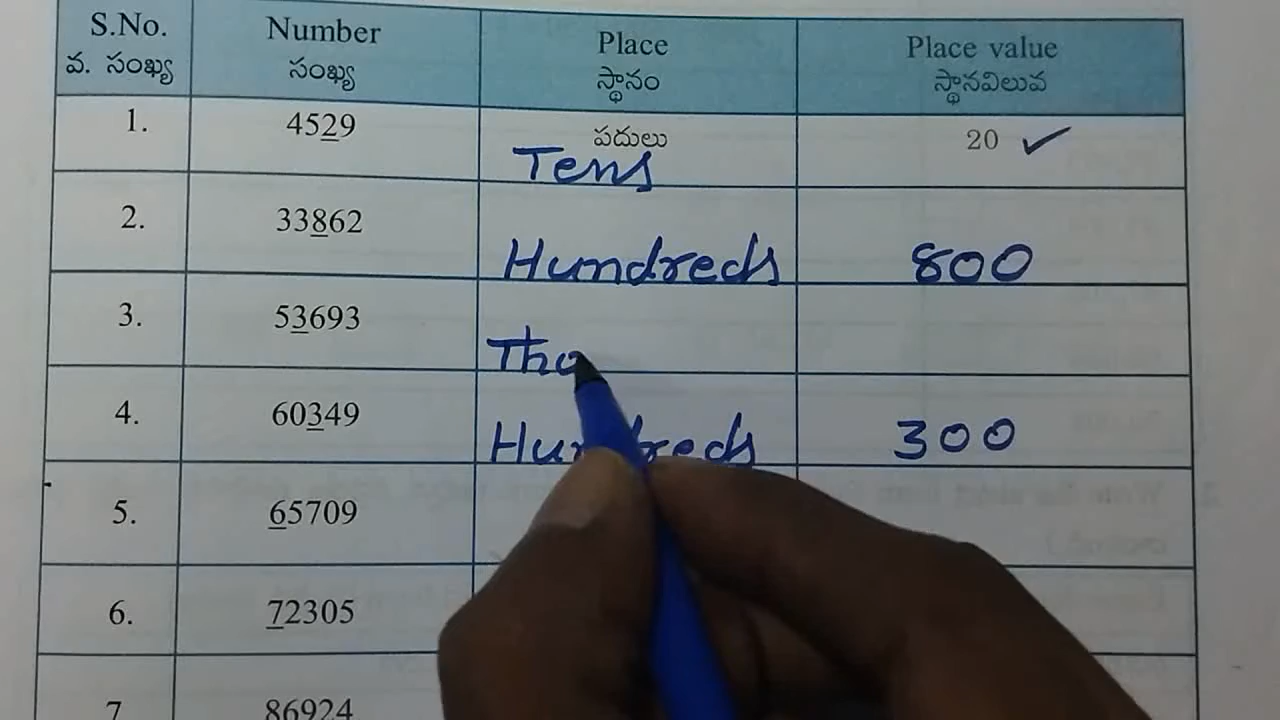 S.No. Number Place Place value
వ. సంఖ్య సంఖ్య స్థానం స్థానవిలువ
1. 4529 పదులు 20
Tens
2. 33862
Hundreds 800
3. 53693
Tho
4. 60349
Hundreds 300
5. 65709
6. 72305
7 86924